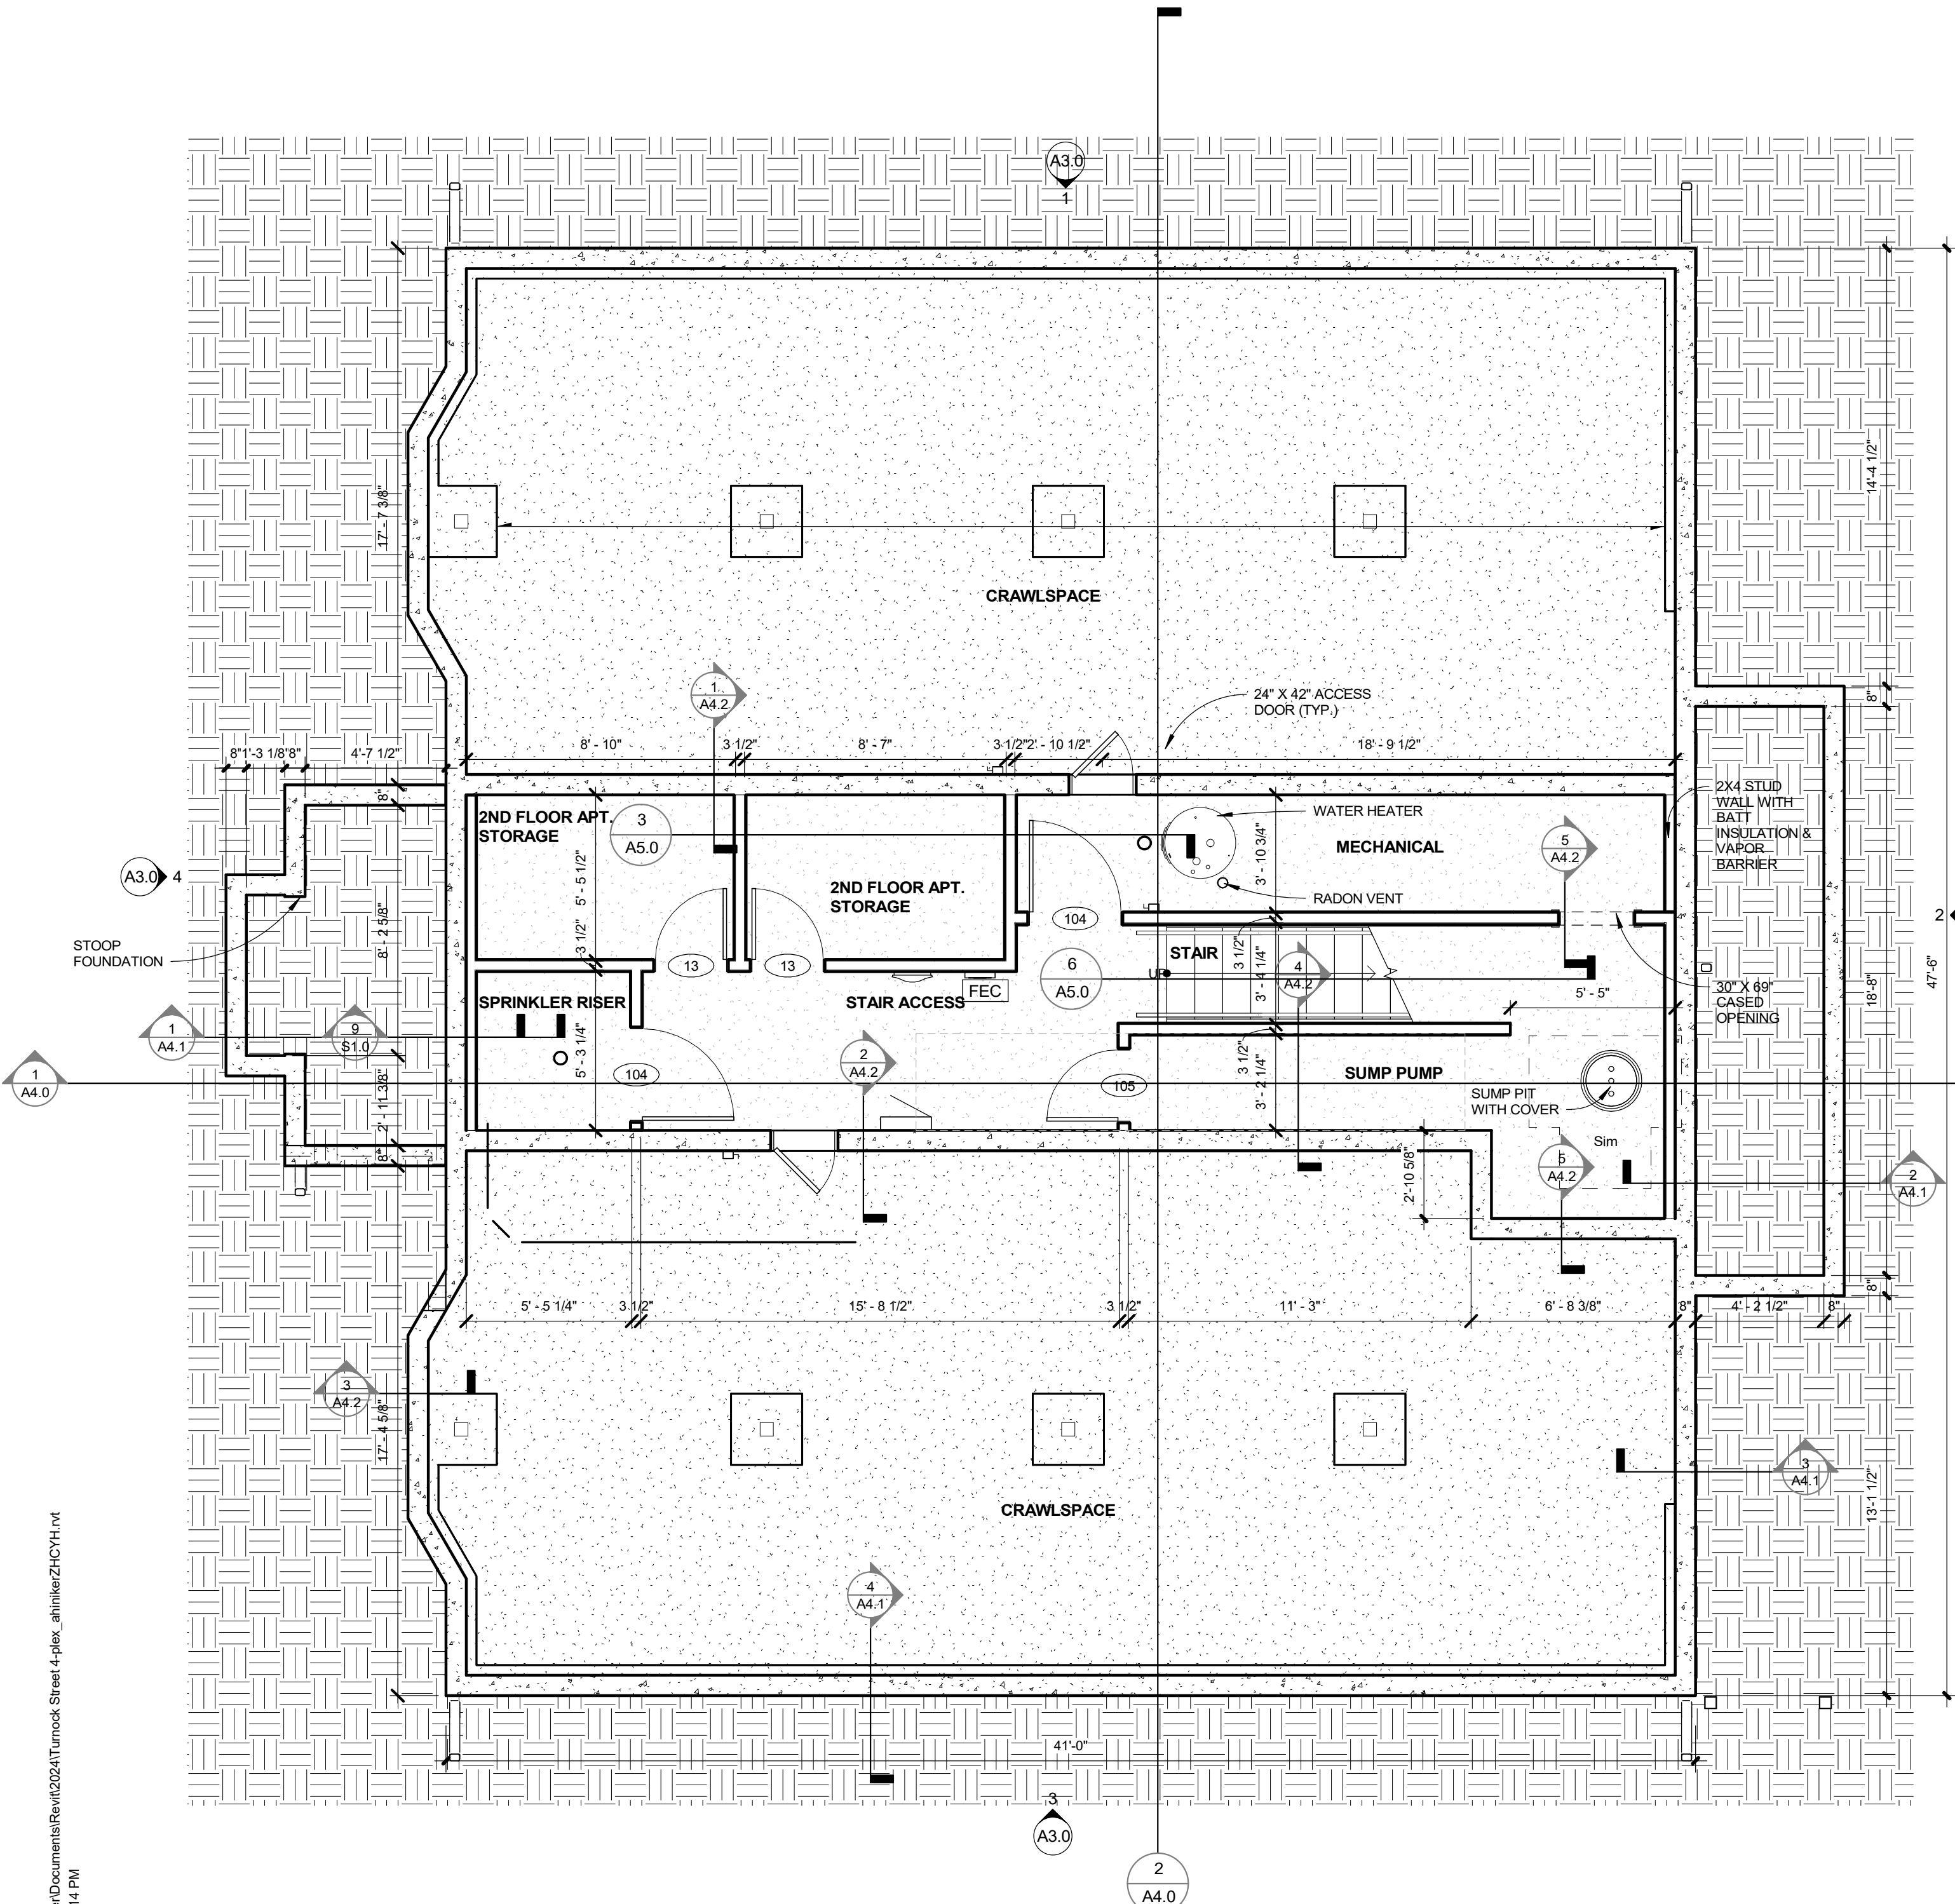 A3.0
1
17' - 7 3/8"
14'-4 1/2"
CRAWLSPACE
1
A4.2
24" X 42" ACCESS
DOOR (TYP.)
8"
8"
1'-3 1/8"
8"
4'-7 1/2"
8' - 10"
3 1/2"
8' - 7"
3 1/2"
2' - 10 1/2"
18' - 9 1/2"
8"
2ND FLOOR APT.
STORAGE
3
A5.0
WATER HEATER
MECHANICAL
5
A4.2
2X4 STUD
WALL WITH
BATT
INSULATION &
VAPOR
BARRIER
A3.0
4
5' - 5 1/2"
2ND FLOOR APT.
STORAGE
3' - 10 3/4"
RADON VENT
104
2
STOOP
FOUNDATION
8' - 2 5/8"
3 1/2"
13
13
STAIR
3 1/2"
3' - 4 1/4"
4
A4.2
UP
6
A5.0
FEC
5' - 5"
30" X 69"
CASED
OPENING
18'-8"
47'-6"
SPRINKLER RISER
STAIR ACCESS
1
A4.1
9
S1.0
5' - 3 1/4"
2
A4.2
3 1/2"
3' - 2 1/4"
1
A4.0
104
105
SUMP PUMP
SUMP PIT
WITH COVER
2' - 11 3/8"
8"
Sim
5
A4.2
2'-10 5/8"
2
A4.1
5' - 5 1/4"
3 1/2"
15' - 8 1/2"
3 1/2"
11' - 3"
6' - 8 3/8"
8"
4' - 2 1/2"
8"
8"
3
A4.2
17' - 4 5/8"
3
A4.1
13'-1 1/2"
CRAWLSPACE
4
A4.1
41'-0"
3
A3.0
2
A4.0
er\Documents\Revit\2024\Turnock Street 4-plex_ahinikerZHCYH.rvt
14 PM